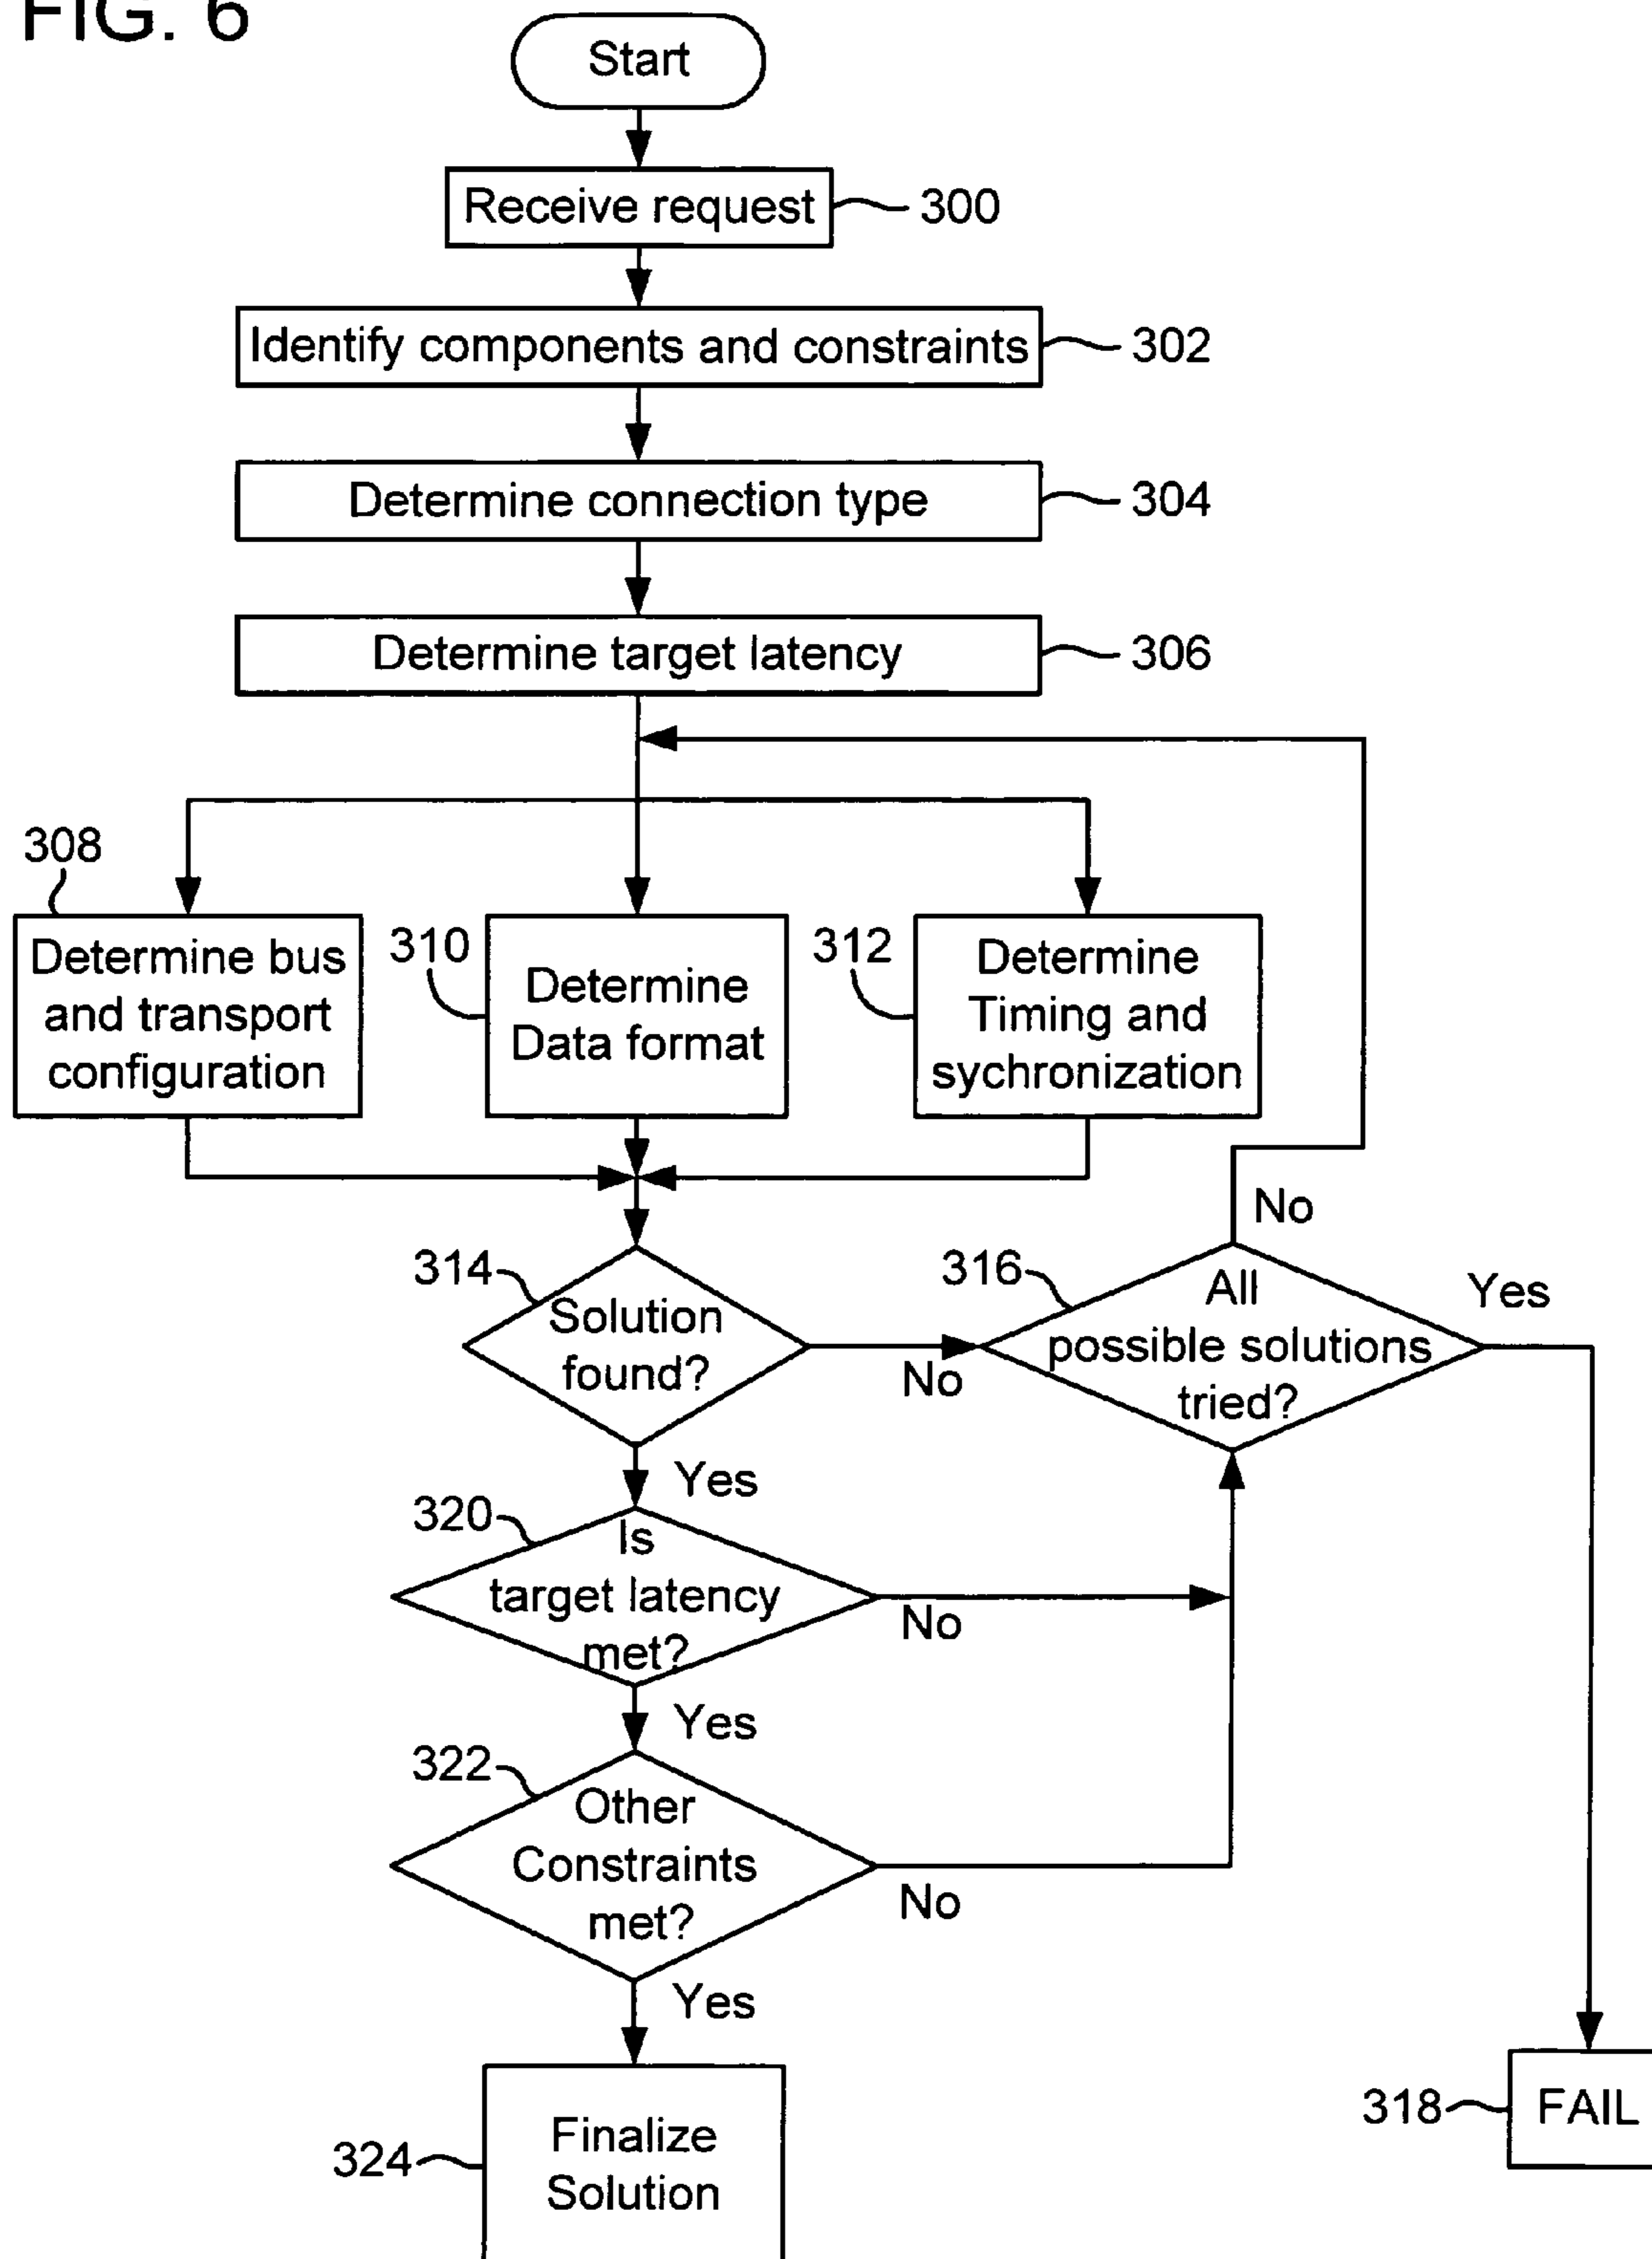 FIG. 6
Start
Receive request
300
Identify components and constraints
302
Determine connection type
304
Determine target latency
306
308
Determine bus
and transport
configuration
310
Determine
Data format
312
Determine
Timing and
sychronization
No
314
Solution
found?
No
316
All
possible solutions
tried?
Yes
Yes
320
Is
target latency
met?
No
Yes
322
Other
Constraints
met?
No
Yes
324
Finalize
Solution
318
FAIL